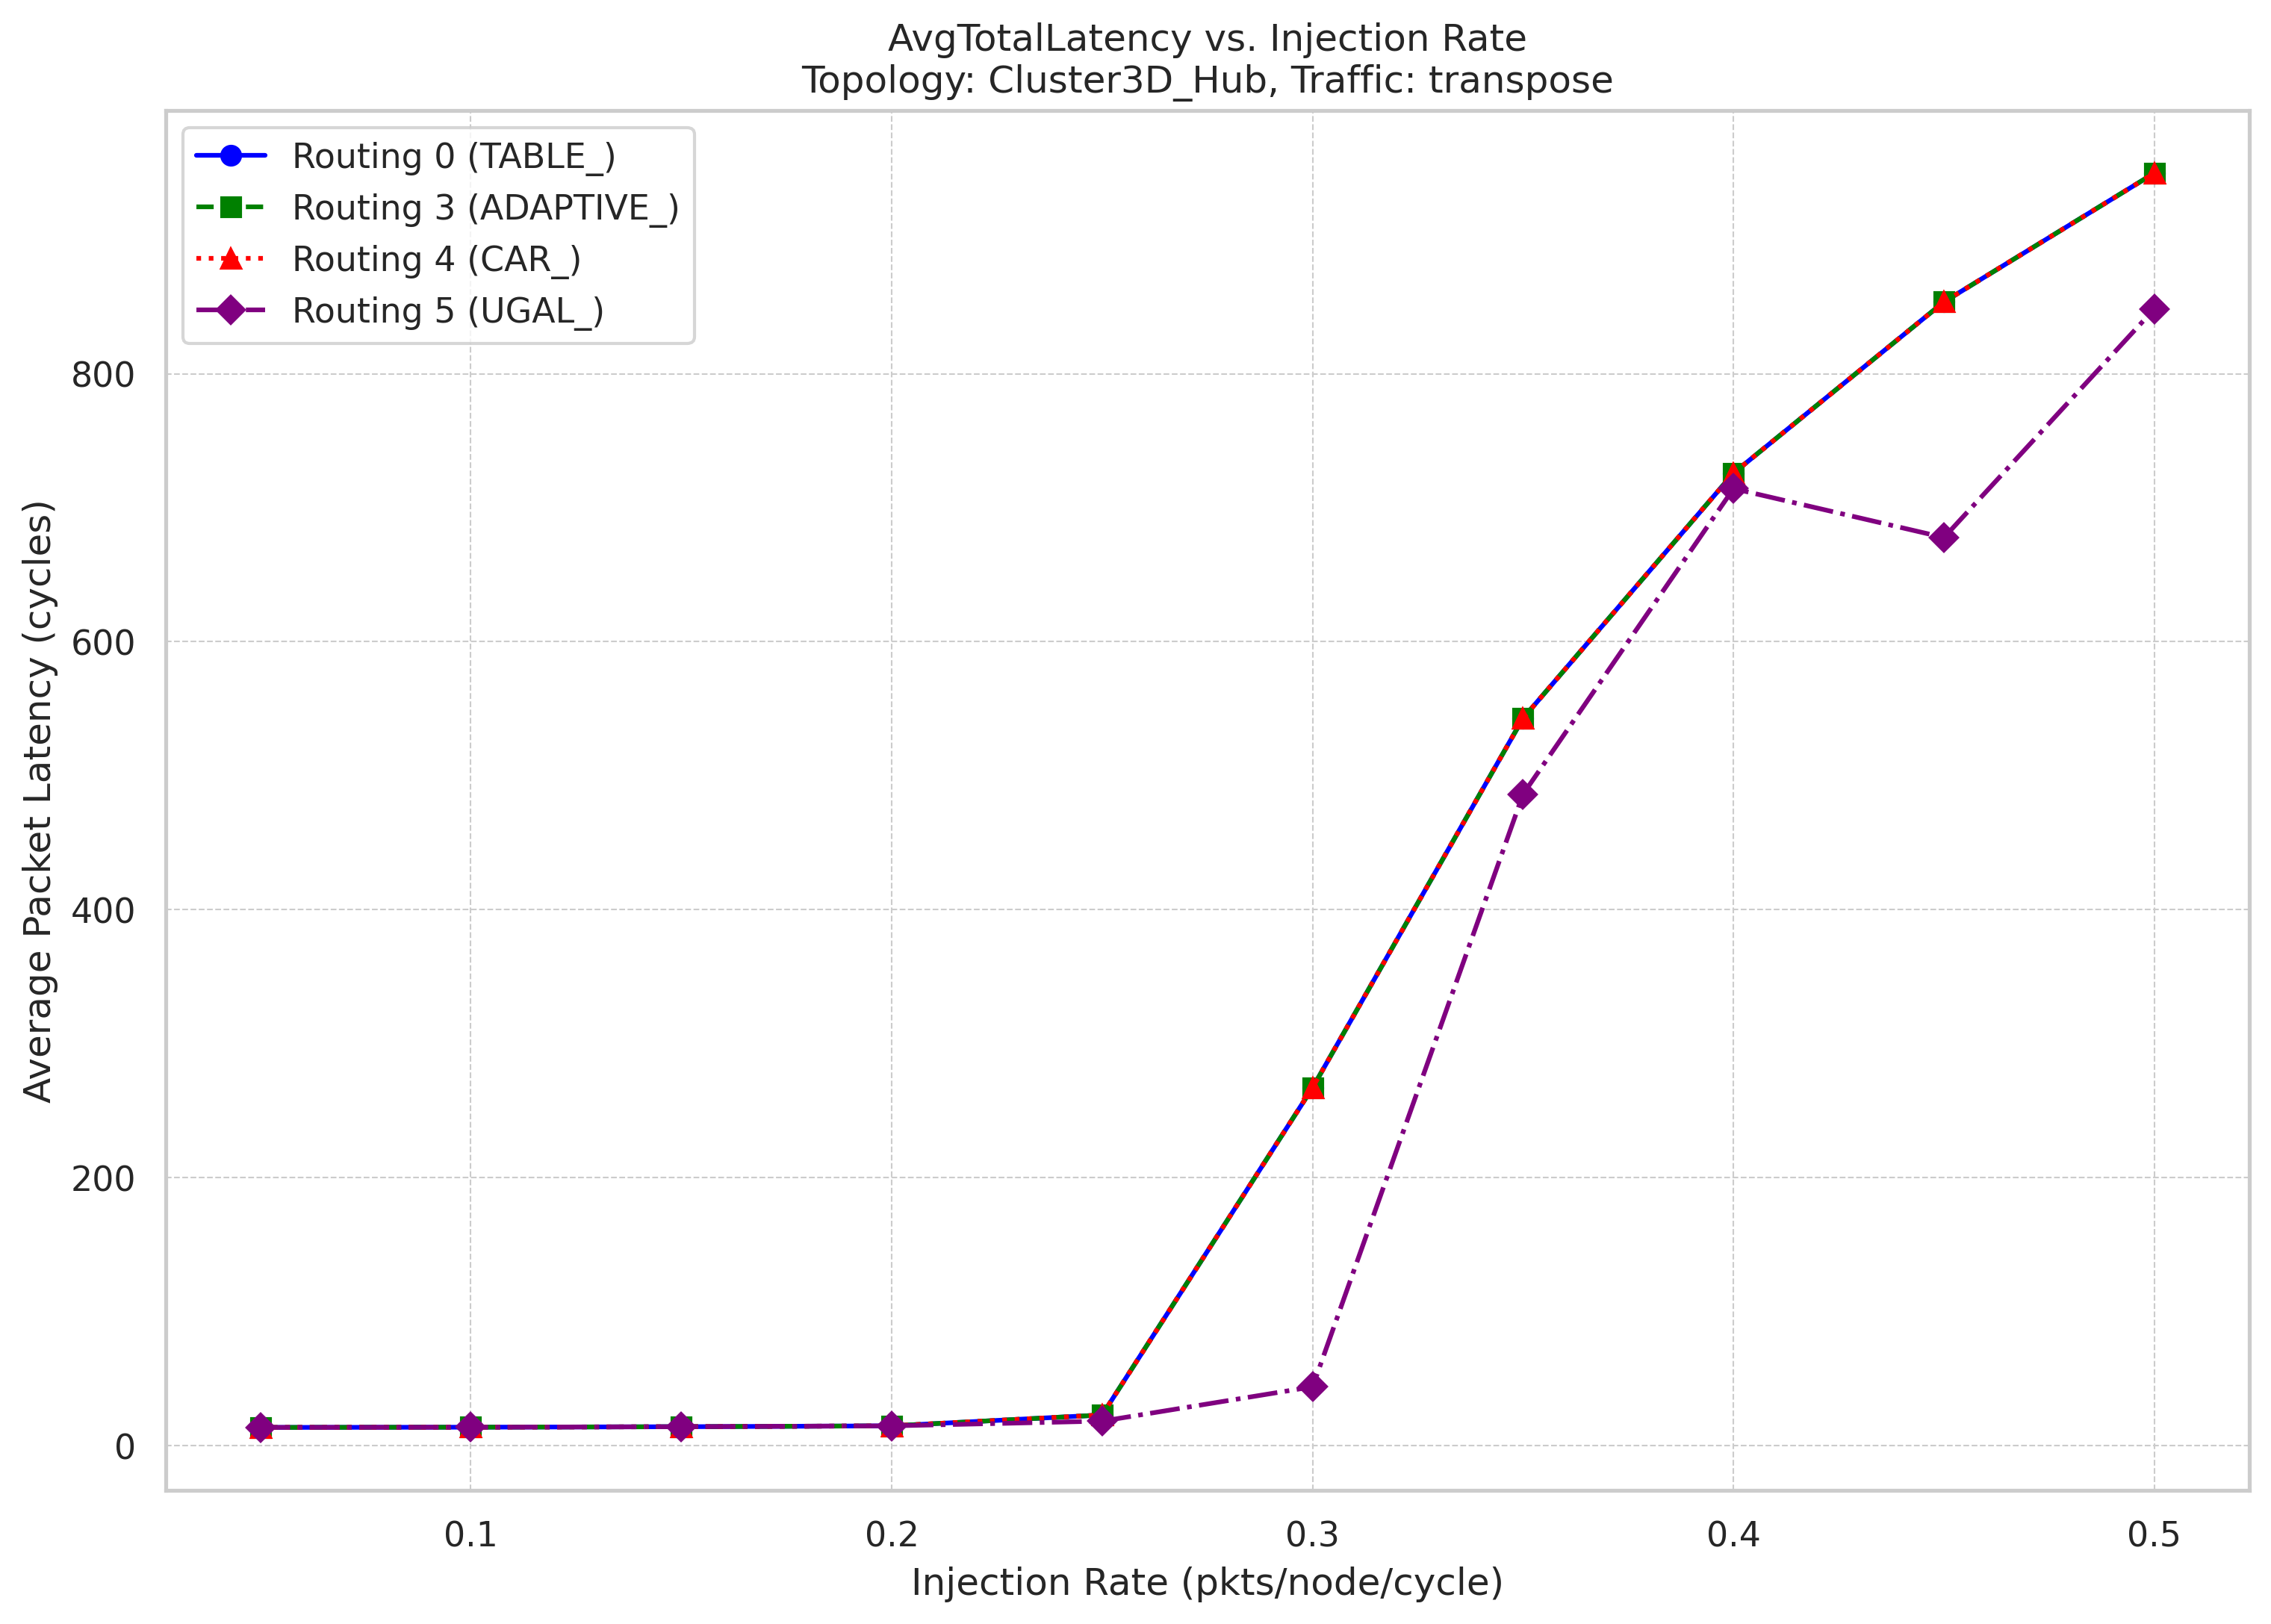 AvgTotalLatency vs. Injection Rate
Topology: Cluster3D_Hub, Traffic: transpose
Routing 0 (TABLE_)
Routing 3 (ADAPTIVE_)
Routing 4 (CAR_)
Routing 5 (UGAL_)
Average Packet Latency (cycles)
800
600
400
200
0
0.1
0.2
0.3
0.4
0.5
Injection Rate (pkts/node/cycle)